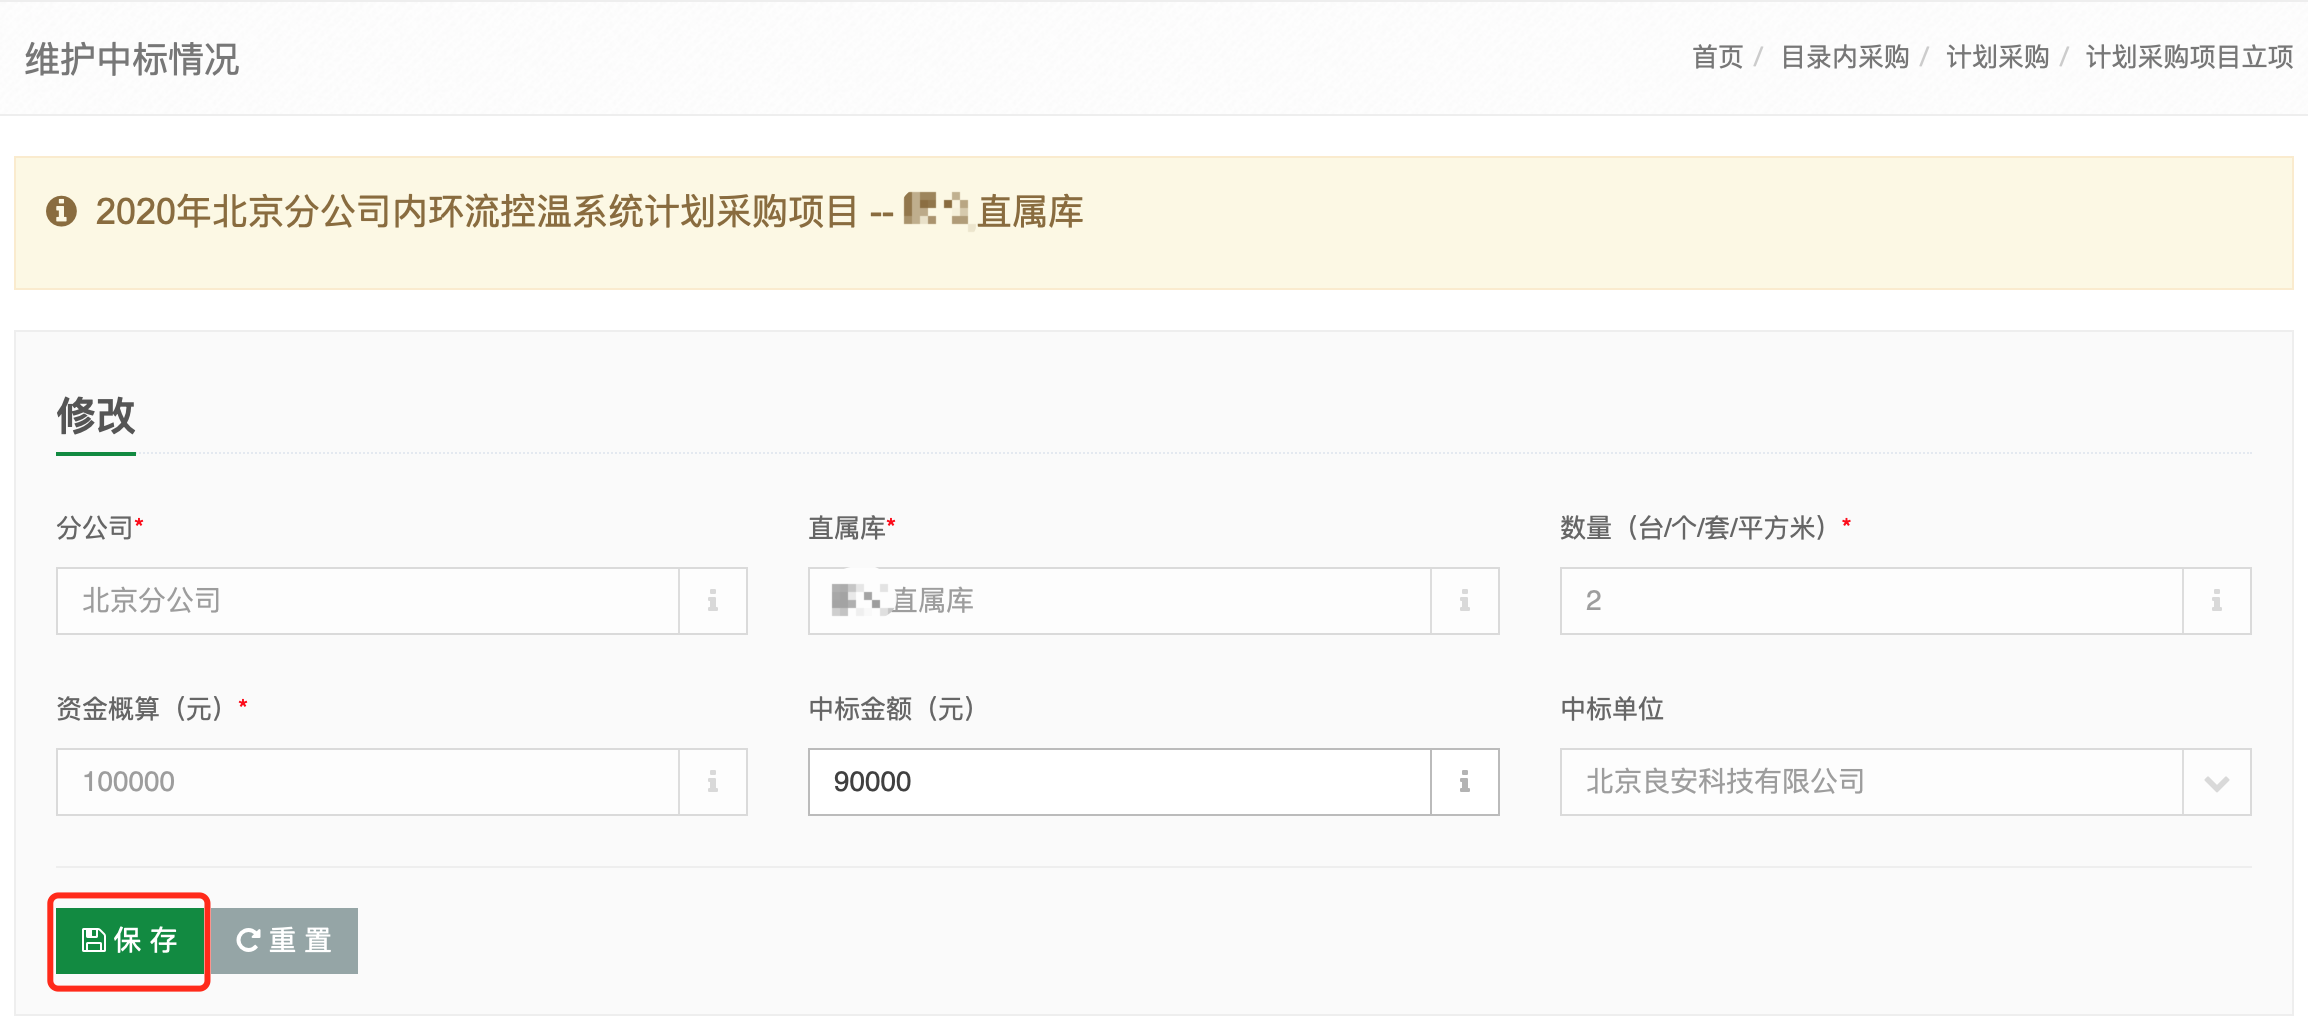 维护中标情况
首页 / 目录内采购 / 计划采购 / 计划采购项目立项
2020年北京分公司内环流控温系统计划采购项目 -- 直属库
修改
分公司* 直属库* 数量（台/个/套/平方米）*
北京分公司 直属库 2
资金概算（元）* 中标金额（元） 中标单位
100000 90000 北京良安科技有限公司
保 存 重 置